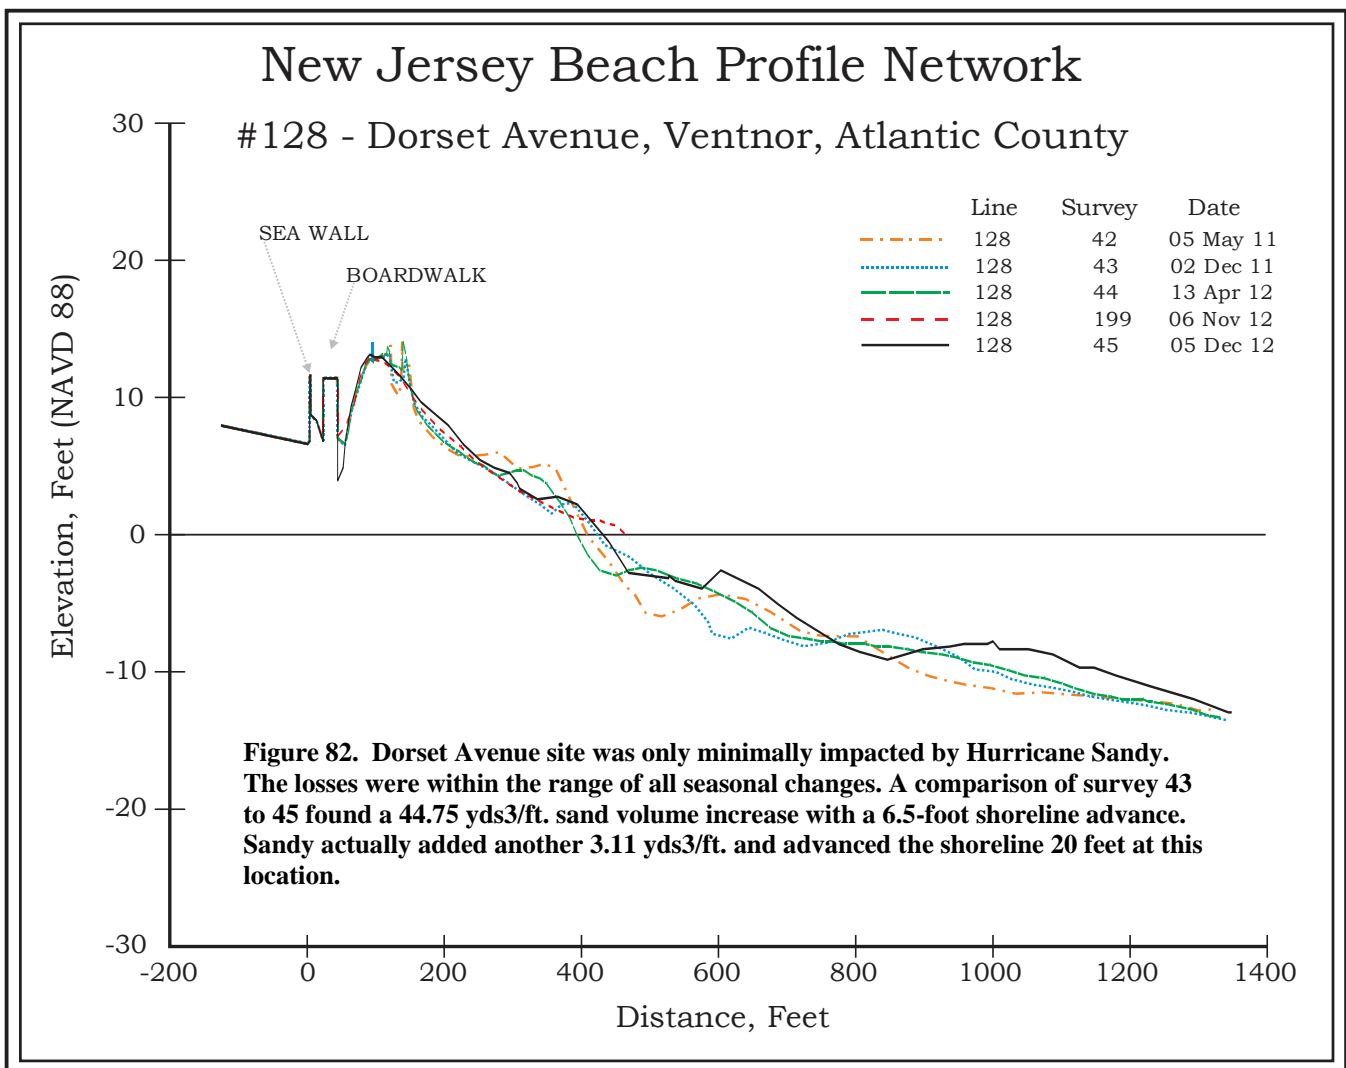 New Jersey Beach Profile Network
#128 - Dorset Avenue, Ventnor, Atlantic County
Line Survey Date
128 42 05 May 11
128 43 02 Dec 11
128 44 13 Apr 12
128 199 06 Nov 12
128 45 05 Dec 12
SEA WALL
BOARDWALK
Elevation, Feet (NAVD 88)
30
20
10
0
-10
-20
-30
Figure 82. Dorset Avenue site was only minimally impacted by Hurricane Sandy.
The losses were within the range of all seasonal changes. A comparison of survey 43
to 45 found a 44.75 yds3/ft. sand volume increase with a 6.5-foot shoreline advance.
Sandy actually added another 3.11 yds3/ft. and advanced the shoreline 20 feet at this
location.
-200 0 200 400 600 800 1000 1200 1400
Distance, Feet